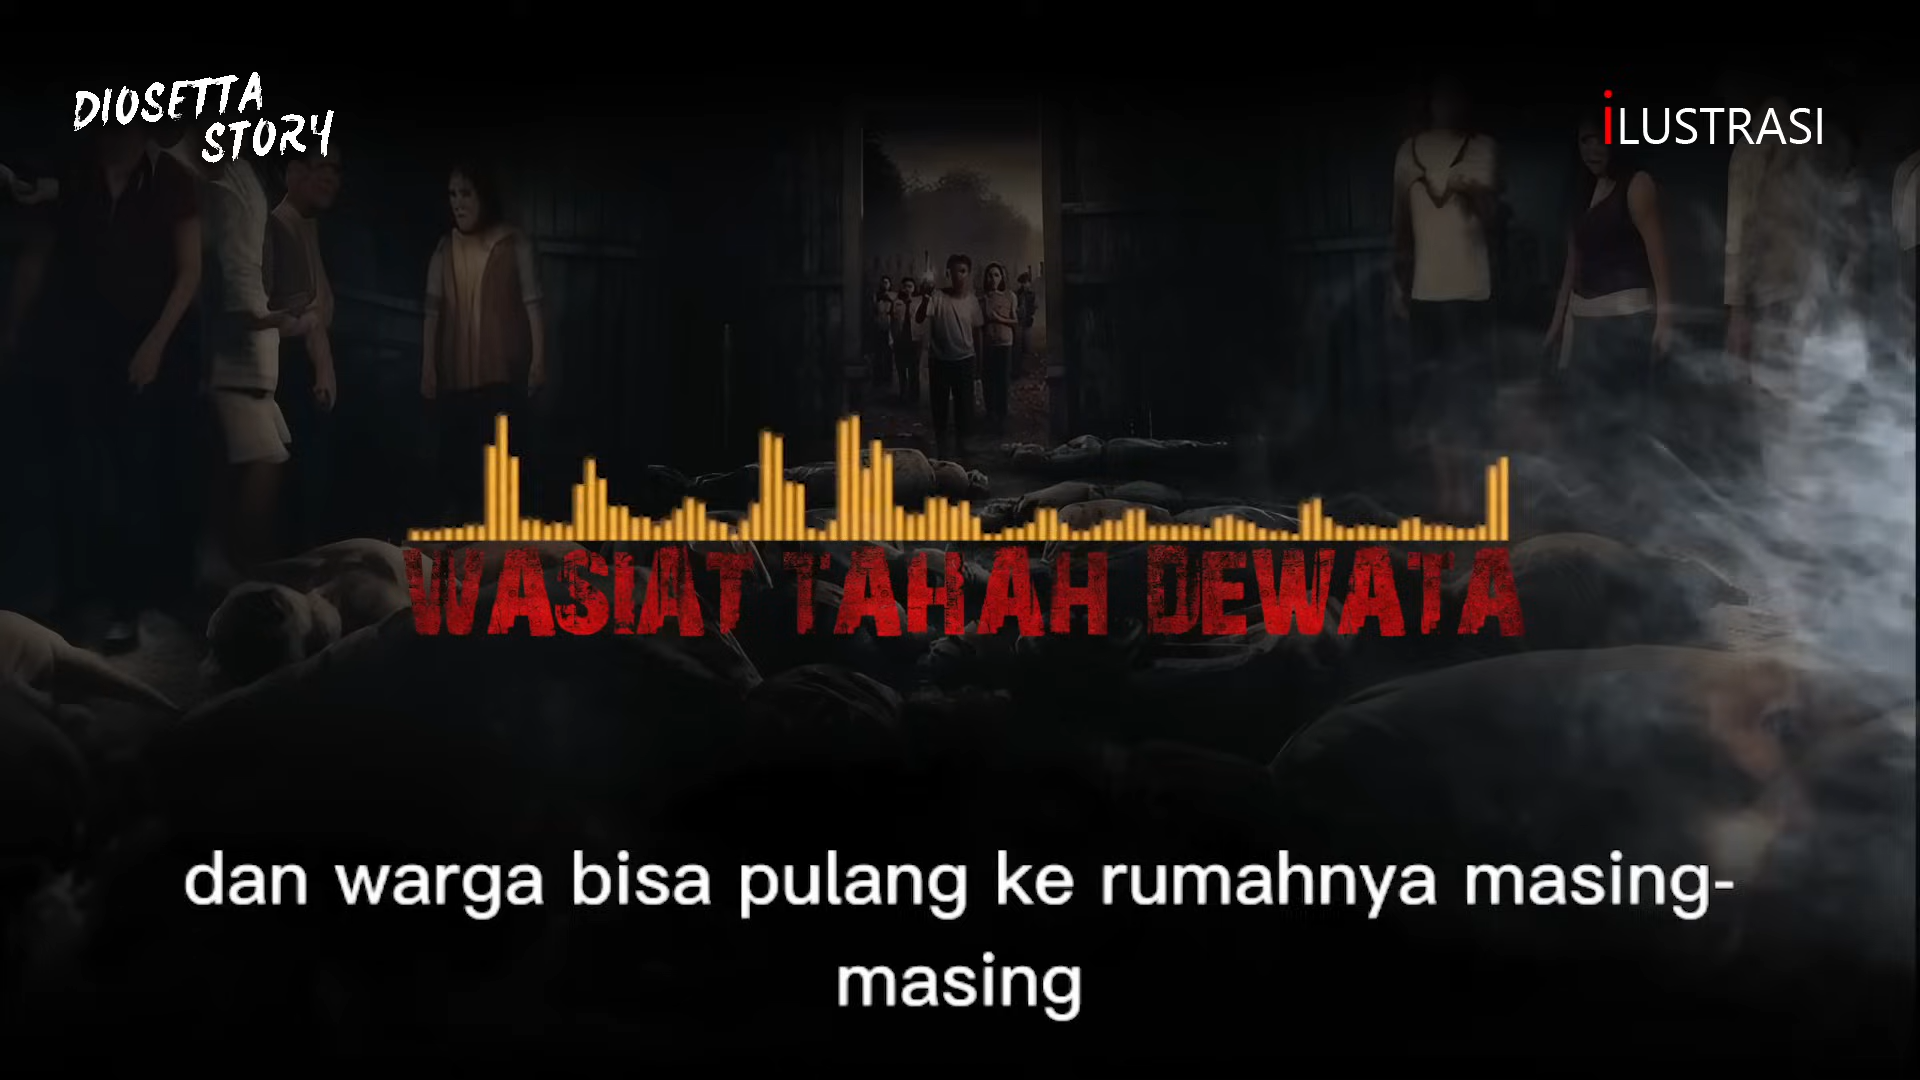 DIOSETTA
STORY
iLUSTRASI
WASIAT TAHAH DEWATA
dan warga bisa pulang ke rumahnya masing-
masing